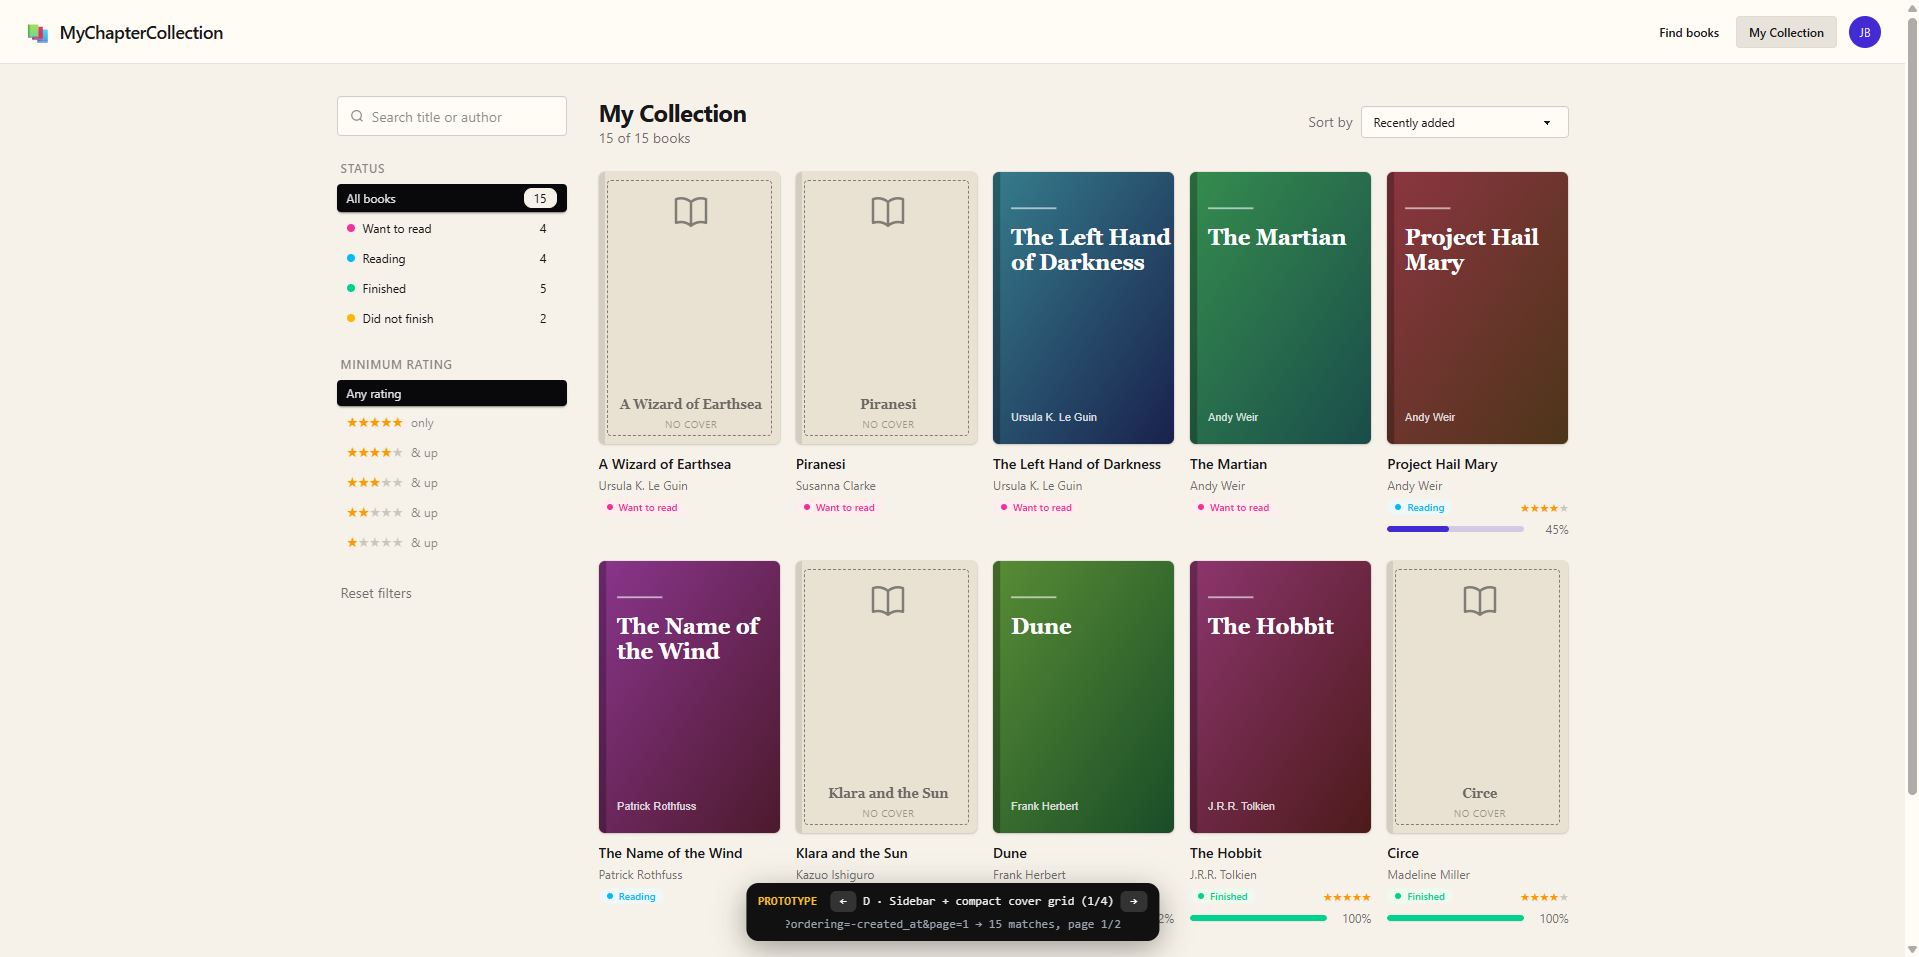 MyChapterCollection
Find books
My Collection
JB
Search title or author
STATUS
All books 15
Want to read 4
Reading 4
Finished 5
Did not finish 2
MINIMUM RATING
Any rating
★★★★★ only
★★★★★ & up
★★★★★ & up
★★★★★ & up
★★★★★ & up
Reset filters
My Collection
15 of 15 books
Sort by
Recently added
A Wizard of Earthsea
NO COVER
A Wizard of Earthsea
Ursula K. Le Guin
Want to read
Piranesi
NO COVER
Piranesi
Susanna Clarke
Want to read
The Left Hand
of Darkness
Ursula K. Le Guin
The Left Hand of Darkness
Ursula K. Le Guin
Want to read
The Martian
Andy Weir
The Martian
Andy Weir
Want to read
Project Hail
Mary
Andy Weir
Project Hail Mary
Andy Weir
Reading ★★★★★
45%
The Name of
the Wind
Patrick Rothfuss
The Name of the Wind
Patrick Rothfuss
Reading
Klara and the Sun
NO COVER
Klara and the Sun
Kazuo Ishiguro
Dune
Frank Herbert
Dune
Frank Herbert
2%
The Hobbit
J.R.R. Tolkien
The Hobbit
J.R.R. Tolkien
Finished ★★★★★
100%
Circe
NO COVER
Circe
Madeline Miller
Finished ★★★★★
100%
PROTOTYPE ← D · Sidebar + compact cover grid (1/4) →
?ordering=-created_at&page=1 → 15 matches, page 1/2